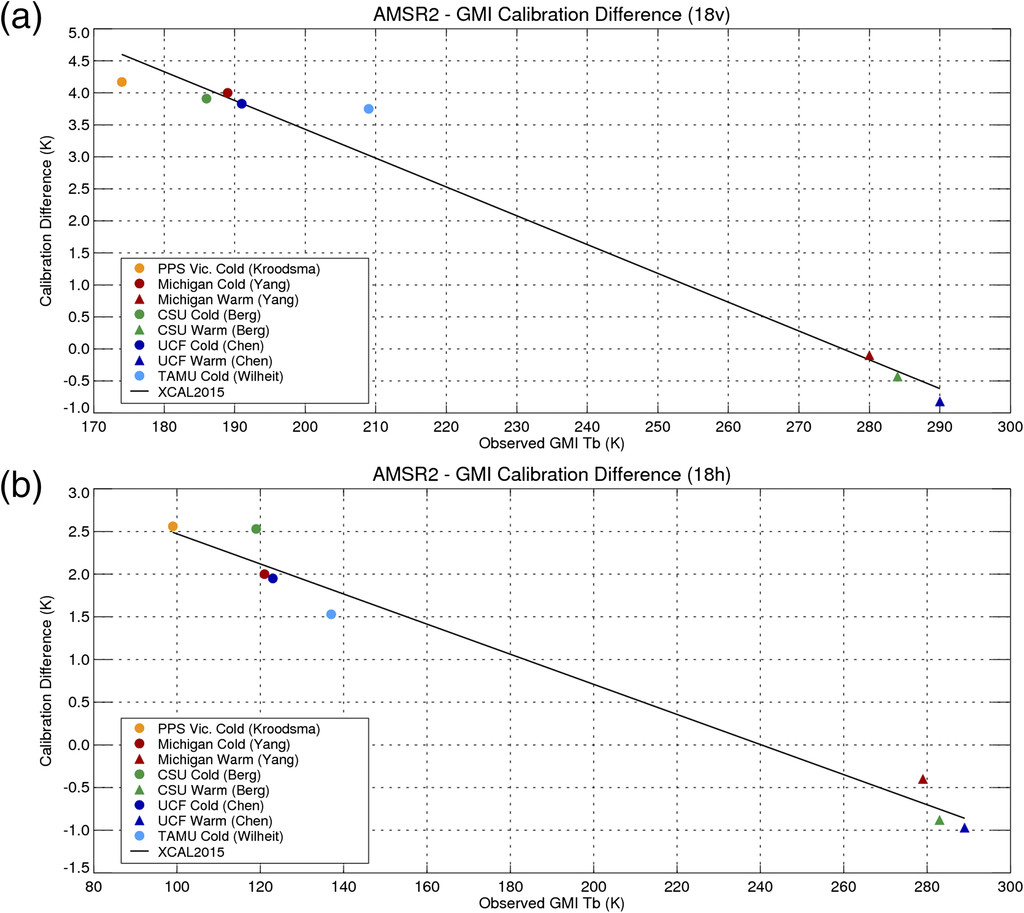 (a)
AMSR2 - GMI Calibration Difference (18v)
5.0
4.5
4.0
3.5
3.0
2.5
2.0
1.5
1.0
0.5
0.0
-0.5
-1.0
Calibration Difference (K)
PPS Vic. Cold (Kroodsma)
Michigan Cold (Yang)
Michigan Warm (Yang)
CSU Cold (Berg)
CSU Warm (Berg)
UCF Cold (Chen)
UCF Warm (Chen)
TAMU Cold (Wilheit)
XCAL2015
170 180 190 200 210 220 230 240 250 260 270 280 290 300
Observed GMI Tb (K)
(b)
AMSR2 - GMI Calibration Difference (18h)
3.0
2.5
2.0
1.5
1.0
0.5
0.0
-0.5
-1.0
-1.5
Calibration Difference (K)
PPS Vic. Cold (Kroodsma)
Michigan Cold (Yang)
Michigan Warm (Yang)
CSU Cold (Berg)
CSU Warm (Berg)
UCF Cold (Chen)
UCF Warm (Chen)
TAMU Cold (Wilheit)
XCAL2015
80 100 120 140 160 180 200 220 240 260 280 300
Observed GMI Tb (K)